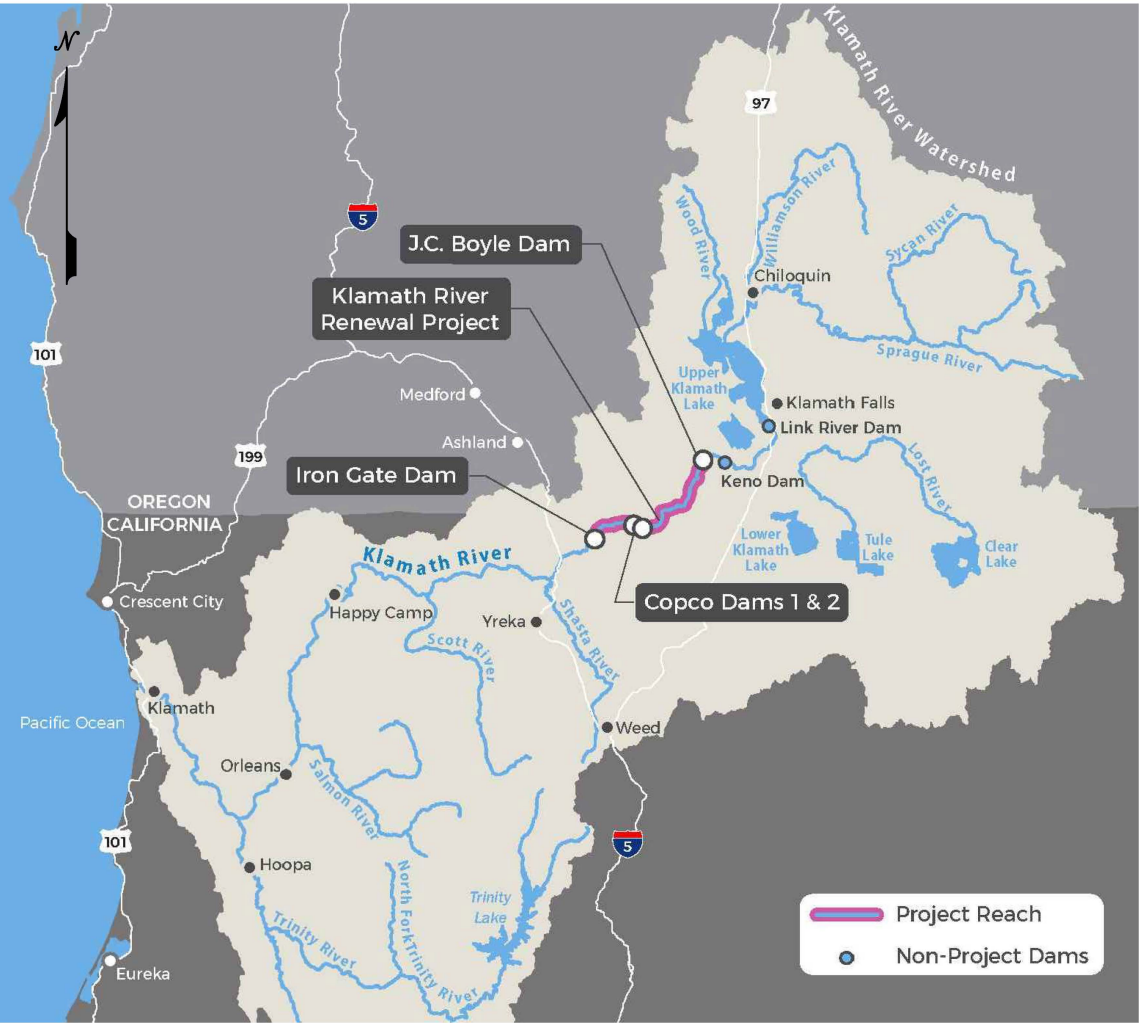 N
Klamath River Watershed
97
5
Wood River
Williamson River
Sycan River
J.C. Boyle Dam
Chiloquin
Klamath River
Renewal Project
101
Sprague River
Upper
Klamath
Lake
Medford
Klamath Falls
Link River Dam
Ashland
199
Iron Gate Dam
Keno Dam
Lost River
OREGON
CALIFORNIA
Lower
Klamath
Lake
Tule
Lake
Clear
Lake
Klamath River
Crescent City
Happy Camp
Copco Dams 1 & 2
Yreka
Shasta River
Scott River
Klamath
Pacific Ocean
Weed
Orleans
Salmon River
101
5
Hoopa
North Fork Trinity River
Trinity
Lake
Trinity River
Eureka
Project Reach
Non-Project Dams